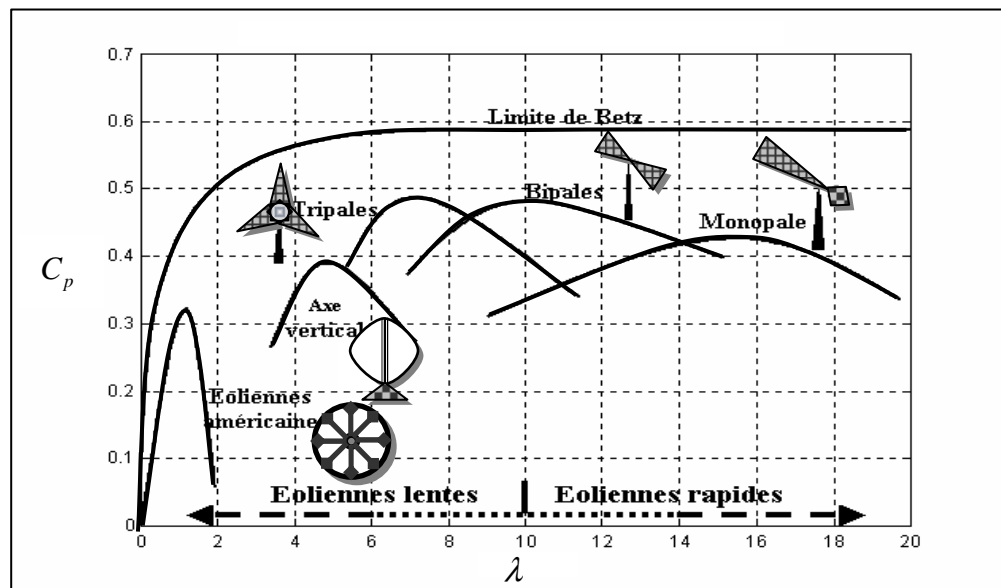 0.7
Limite de Betz
0.6
0.5
Bipales
Tripales
Monopale
0.4
C_p
Axe
vertical
0.3
0.2
Eoliennes
américaine
0.1
Eoliennes lentes
Eoliennes rapides
0
0 2 4 6 8 10 12 14 16 18 20
λ